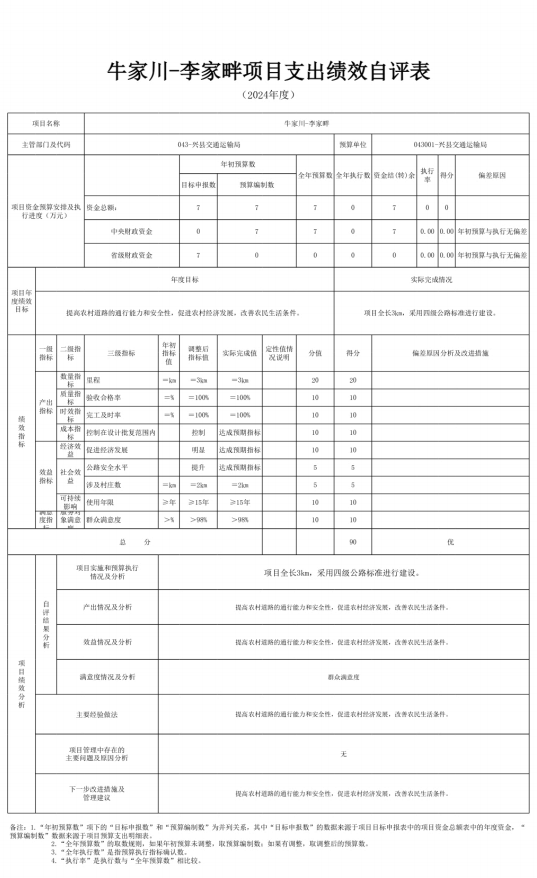 牛家川-李家畔项目支出绩效自评表
（2024年度）
项目名称 牛家川-李家畔
主管部门及代码 043-兴县交通运输局 预算单位 043001-兴县交通运输局
项目资金预算安排及执行进度（万元） 年初预算数 全年预算数 全年执行数 资金结(转)余 执行率 得分 偏差原因
目标申报数 预算编制数
资金总额： 7 7 7 0 7 0 0
中央财政资金 0 7 7 0 7 0.00 0.00 年初预算与执行无偏差
省级财政资金 7 0 0 0 0 0.00 0.00 年初预算与执行无偏差
项目年度绩效目标 年度目标 实际完成情况
提高农村道路的通行能力和安全性，促进农村经济发展，改善农民生活条件。 项目全长3km，采用四级公路标准进行建设。
绩效指标 一级指标 二级指标 三级指标 年初指标值 调整后指标值 实际完成值 定性值情况说明 分值 得分 偏差原因分析及改进措施
产出指标 数量指标 里程 ＝km ＝3km ＝3km 20 20
质量指标 验收合格率 ＝% ＝100% ＝100% 10 10
时效指标 完工及时率 ＝% ＝100% ＝100% 10 10
成本指标 控制在设计批复范围内 控制 达成预期指标 10 10
效益指标 经济效益 促进经济发展 明显 达成预期指标 10 10
社会效益 公路安全水平 提升 达成预期指标 5 5
涉及村庄数 ＝km ＝2km ＝2km 5 5
可持续影响 使用年限 ≥年 ≥15年 ≥15年 10 10
满意度指标 服务对象满意度 群众满意度 ＞% ＞98% ＞98% 10 10
总 分 90 优
项目绩效分析 自评结果分析 项目实施和预算执行情况及分析 项目全长3km，采用四级公路标准进行建设。
产出情况及分析 提高农村道路的通行能力和安全性，促进农村经济发展，改善农民生活条件。
效益情况及分析 提高农村道路的通行能力和安全性，促进农村经济发展，改善农民生活条件。
满意度情况及分析 群众满意度
主要经验做法 提高农村道路的通行能力和安全性，促进农村经济发展，改善农民生活条件。
项目管理中存在的主要问题及原因分析 无
下一步改进措施及管理建议 提高农村道路的通行能力和安全性，促进农村经济发展，改善农民生活条件。
备注：1.“年初预算数”项下的“目标申报数”和“预算编制数”为并列关系，其中“目标申报数”的数据来源于项目目标申报表中的项目资金总额表中的年度资金，“
预算编制数”数据来源于项目预算支出明细表。
2.“全年预算数”的取数规则，如果年初预算未调整，取预算编制数；如果有调整，取调整后的预算数。
3.“全年执行数”是指预算执行指标确认数。
4.“执行率”是执行数与“全年预算数”相比较。